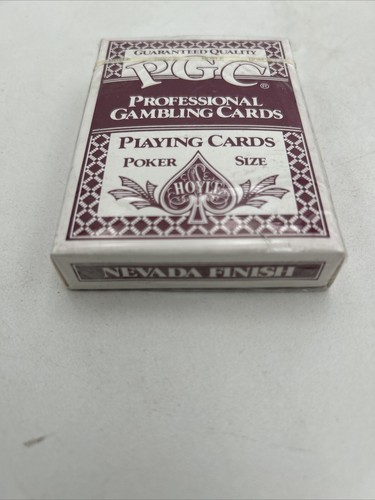 GUARANTEED QUALITY
PGC®
PROFESSIONAL
GAMBLING CARDS
PLAYING CARDS
POKER SIZE
HOYLE
NEVADA FINISH